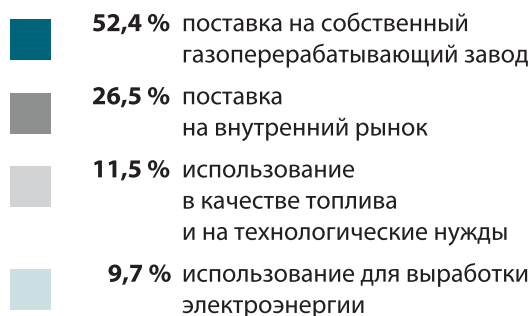 52,4 % поставка на собственный
газоперерабатывающий завод
26,5 % поставка
на внутренний рынок
11,5 % использование
в качестве топлива
и на технологические нужды
9,7 % использование для выработки
электроэнергии